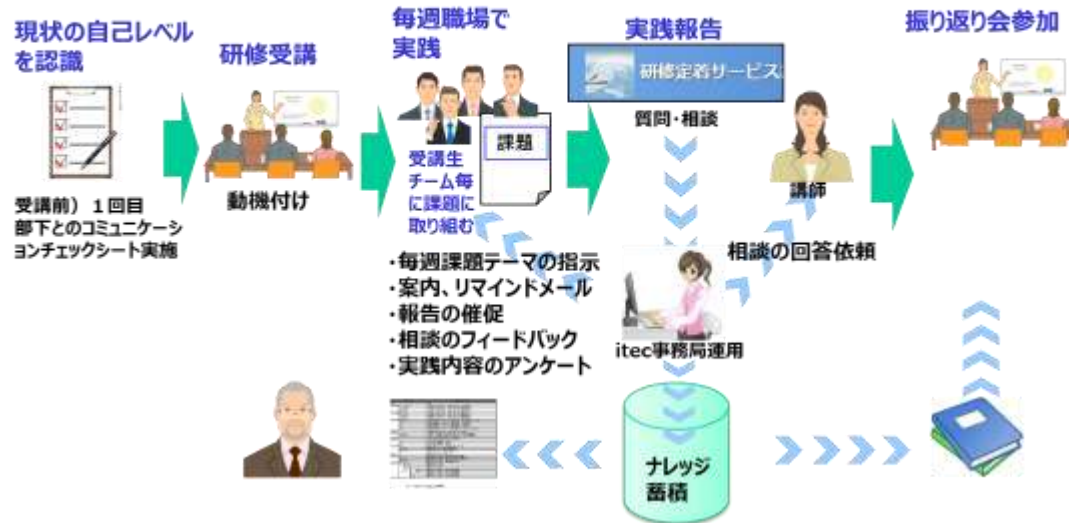 現状の自己レベル
を認識
研修受講
毎週職場で
実践
実践報告
振り返り会参加
研修定着サービス
質問・相談
課題
受講生
チーム毎
に課題に
取り組む
講師
動機付け
受講前）１回目
部下とのコミュニケーシ
ョンチェックシート実施
相談の回答依頼
・毎週課題テーマの指示
・案内、リマインドメール
・報告の催促
・相談のフィードバック
・実践内容のアンケート
itec事務局運用
ナレッジ
蓄積